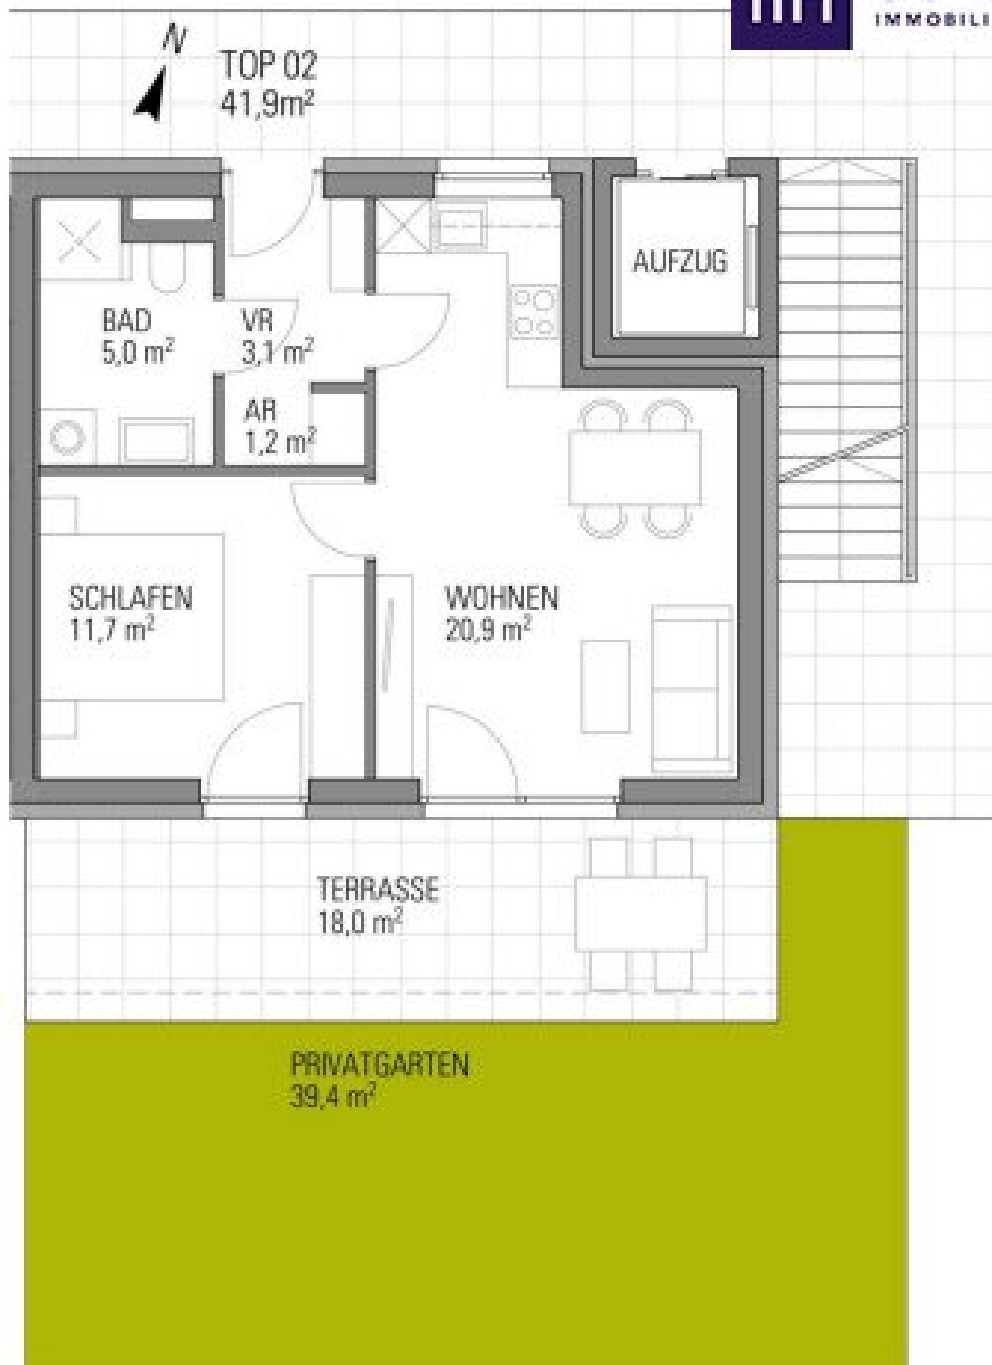 IMMOBILI
N
TOP 02
41,9m²
AUFZUG
BAD
5,0 m²
VR
3,1 m²
AR
1,2 m²
SCHLAFEN
11,7 m²
WOHNEN
20,9 m²
TERRASSE
18,0 m²
PRIVATGARTEN
39,4 m²